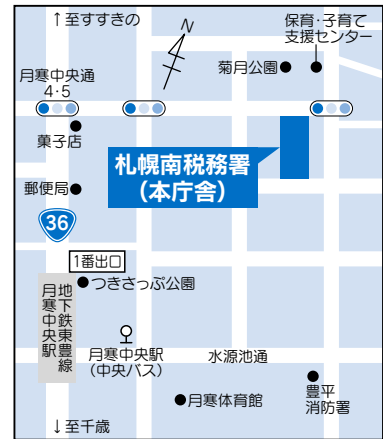 ↑至すすきの
N
保育・子育て
支援センター
菊月公園●
月寒中央通
4・5
菓子店
札幌南税務署
（本庁舎）
郵便局●
36
1番出口
●つきさっぷ公園
地下鉄東豊線
月寒中央駅
月寒中央駅
（中央バス）
水源池通
●月寒体育館
豊平
消防署
↓至千歳